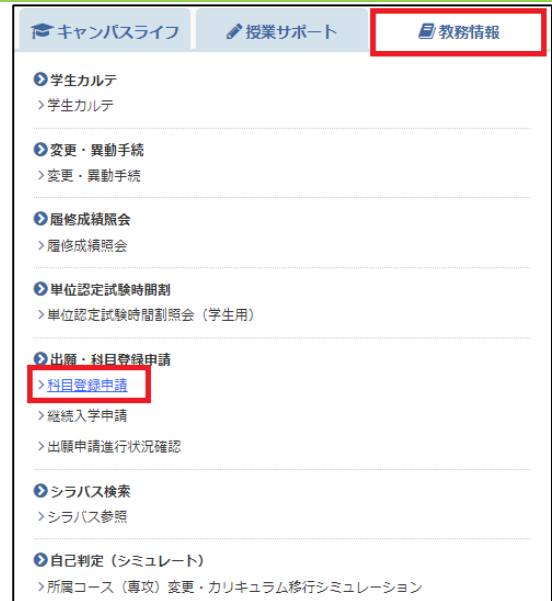 キャンパスライフ 授業サポート 教務情報
学生カルテ
学生カルテ
変更・異動手続
変更・異動手続
履修成績照会
履修成績照会
単位認定試験時間割
単位認定試験時間割照会（学生用）
出願・科目登録申請
科目登録申請
継続入学申請
出願申請進行状況確認
シラバス検索
シラバス参照
自己判定（シミュレート）
所属コース（専攻）変更・カリキュラム移行シミュレーション